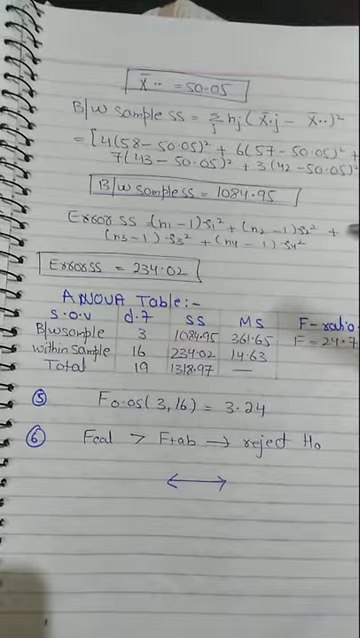 x̄.. = 50.05
B/w sample SS = Σj nj (x̄.j - x̄..)²
= [4(58-50.05)² + 6(57-50.05)² +
7(43-50.05)² + 3(42-50.05)²
B/w sample ss = 1084.95
Error SS = (n₁-1)s₁² + (n₂-1)s₂² +
(n₃-1)s₃² + (n₄-1)s₄²
Error ss = 234.02
ANOVA Table:-
S.O.V d.f SS MS F-ratio
B/w sample 3 1084.95 361.65 F = 24.7
within sample 16 234.02 14.63
Total 19 1318.97 —
⑤ F0.05(3,16) = 3.24
⑥ Fcal > Ftab → reject H₀